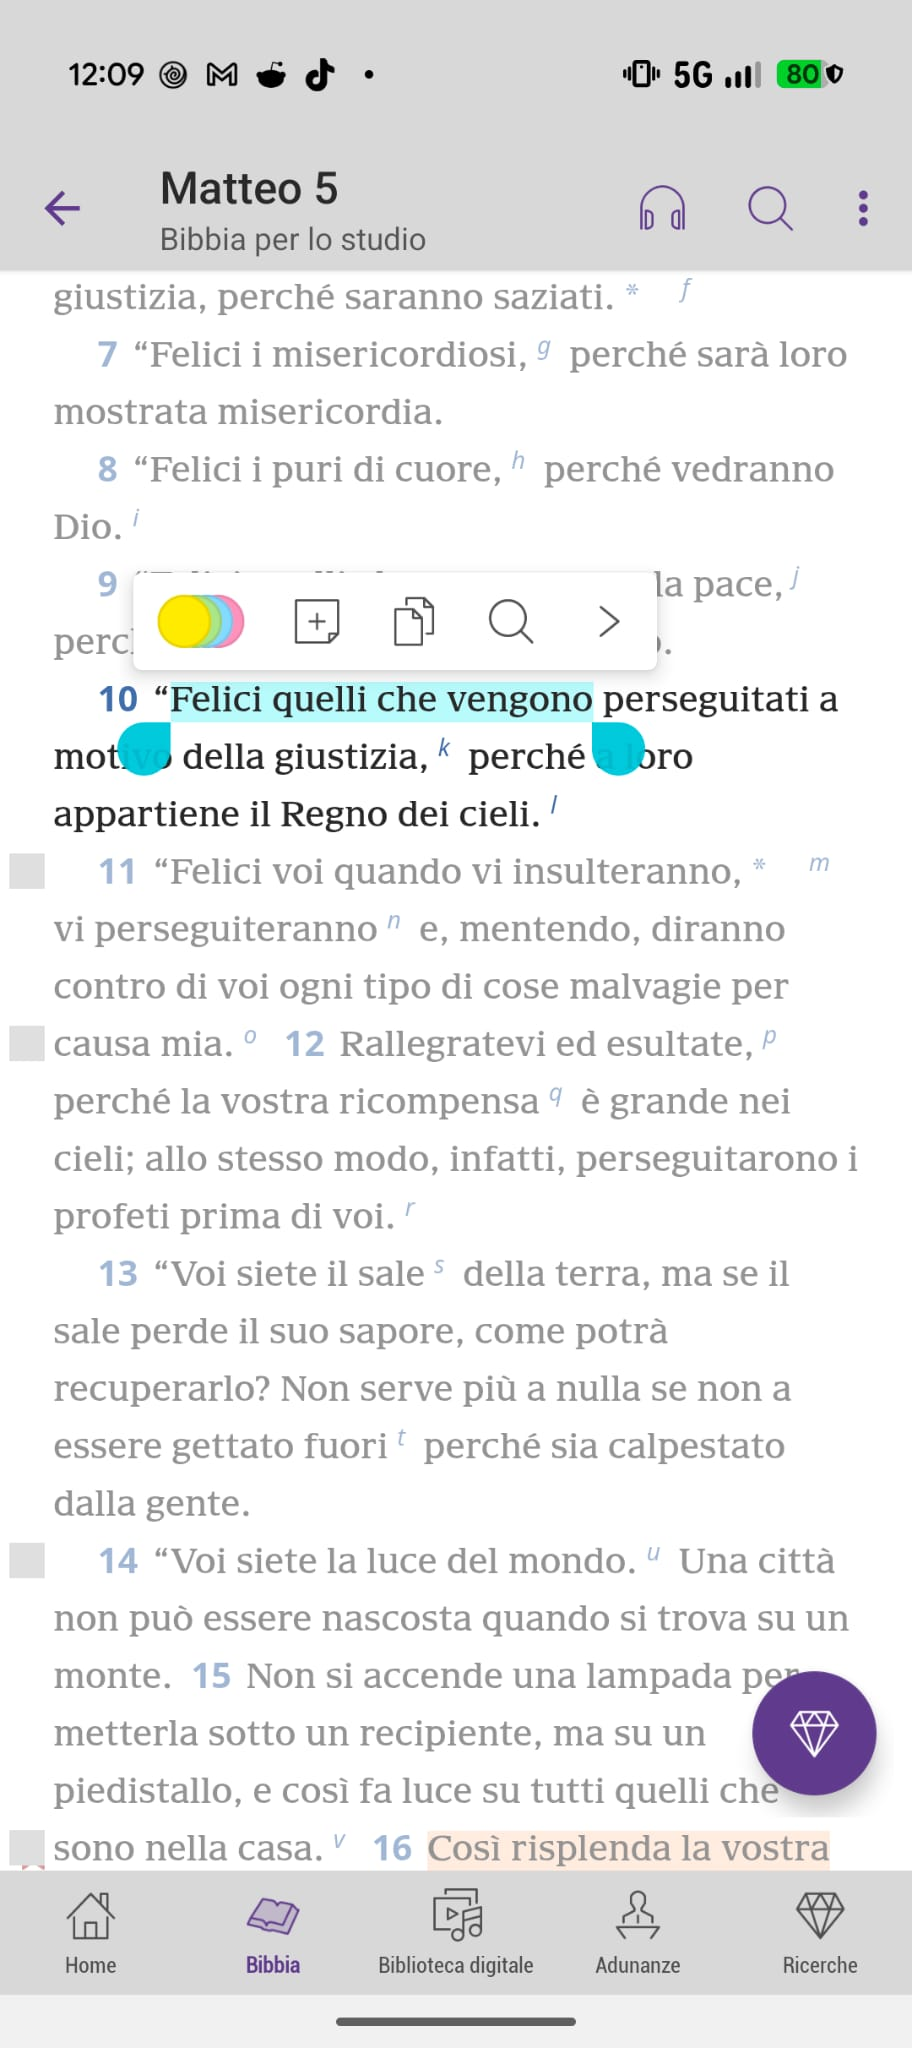 12:09
5G
80
Matteo 5
Bibbia per lo studio
giustizia, perché saranno saziati. * f
7 “Felici i misericordiosi, g perché sarà loro
mostrata misericordia.
8 “Felici i puri di cuore, h perché vedranno
Dio. i
9 la pace, j
10 “Felici quelli che vengono perseguitati a
motivo della giustizia, k perché a loro
appartiene il Regno dei cieli. l
11 “Felici voi quando vi insulteranno, * m
vi perseguiteranno n e, mentendo, diranno
contro di voi ogni tipo di cose malvagie per
causa mia. o 12 Rallegratevi ed esultate, p
perché la vostra ricompensa q è grande nei
cieli; allo stesso modo, infatti, perseguitarono i
profeti prima di voi. r
13 “Voi siete il sale s della terra, ma se il
sale perde il suo sapore, come potrà
recuperarlo? Non serve più a nulla se non a
essere gettato fuori t perché sia calpestato
dalla gente.
14 “Voi siete la luce del mondo. u Una città
non può essere nascosta quando si trova su un
monte. 15 Non si accende una lampada per
metterla sotto un recipiente, ma su un
piedistallo, e così fa luce su tutti quelli che
sono nella casa. v 16 Così risplenda la vostra
Home
Bibbia
Biblioteca digitale
Adunanze
Ricerche